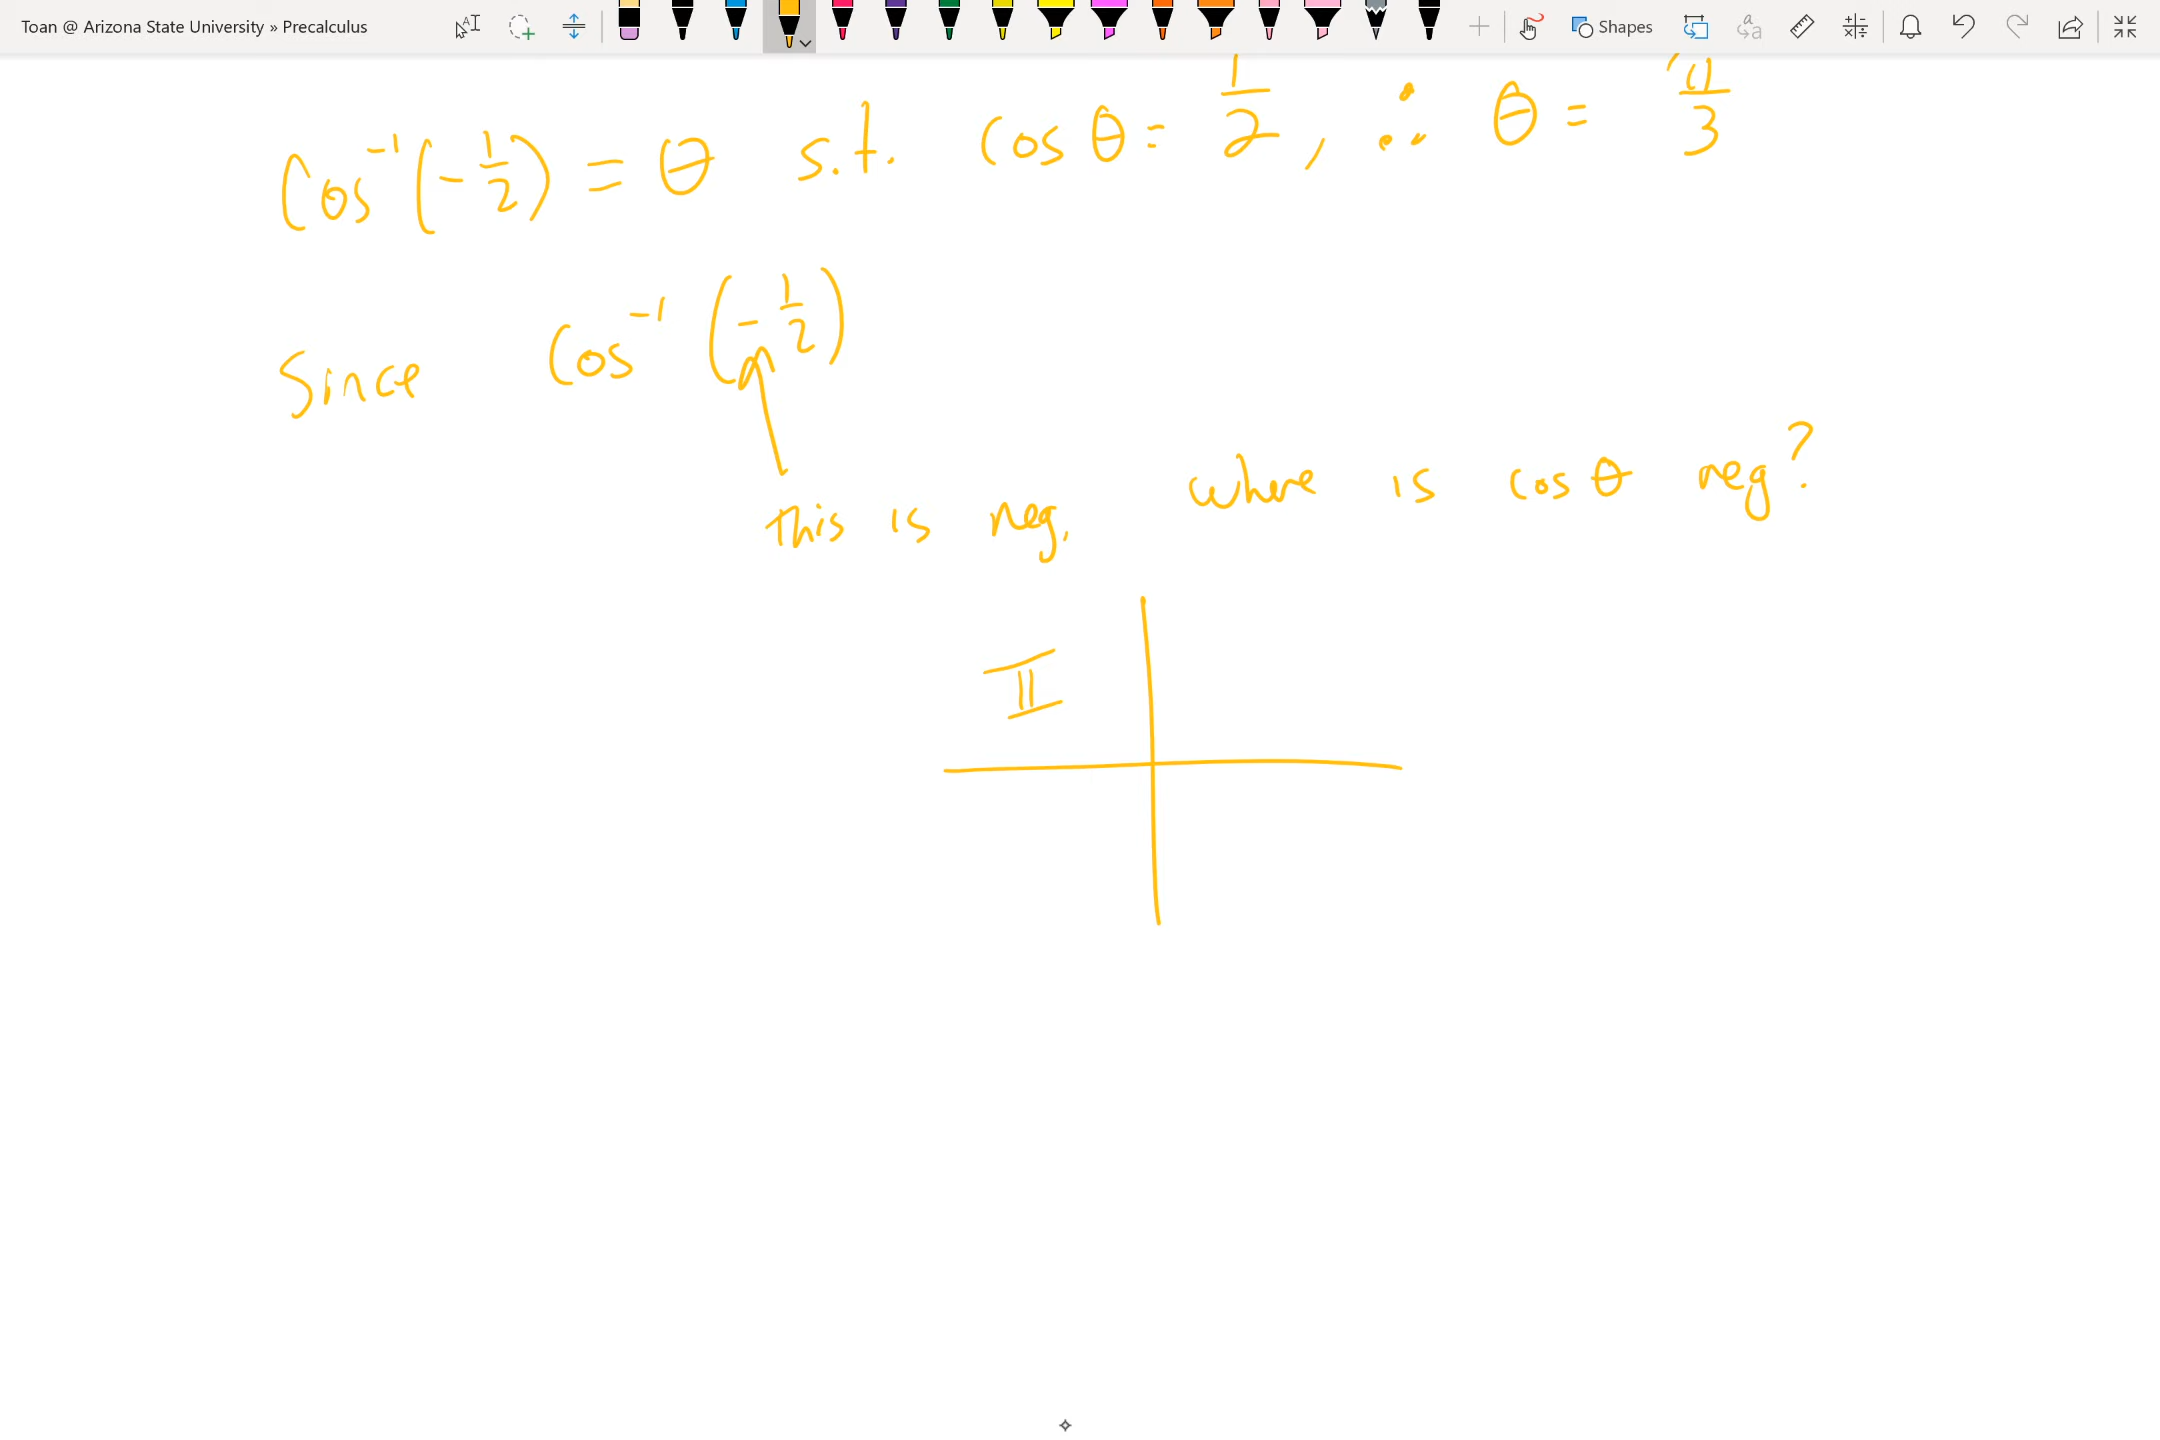 Toan @ Arizona State University » Precalculus Shapes
cos⁻¹(-1/2) = θ s.t. cos θ = 1/2, ∴ θ = π/3
Since cos⁻¹(-1/2)
this is neg. where is cos θ neg?
II